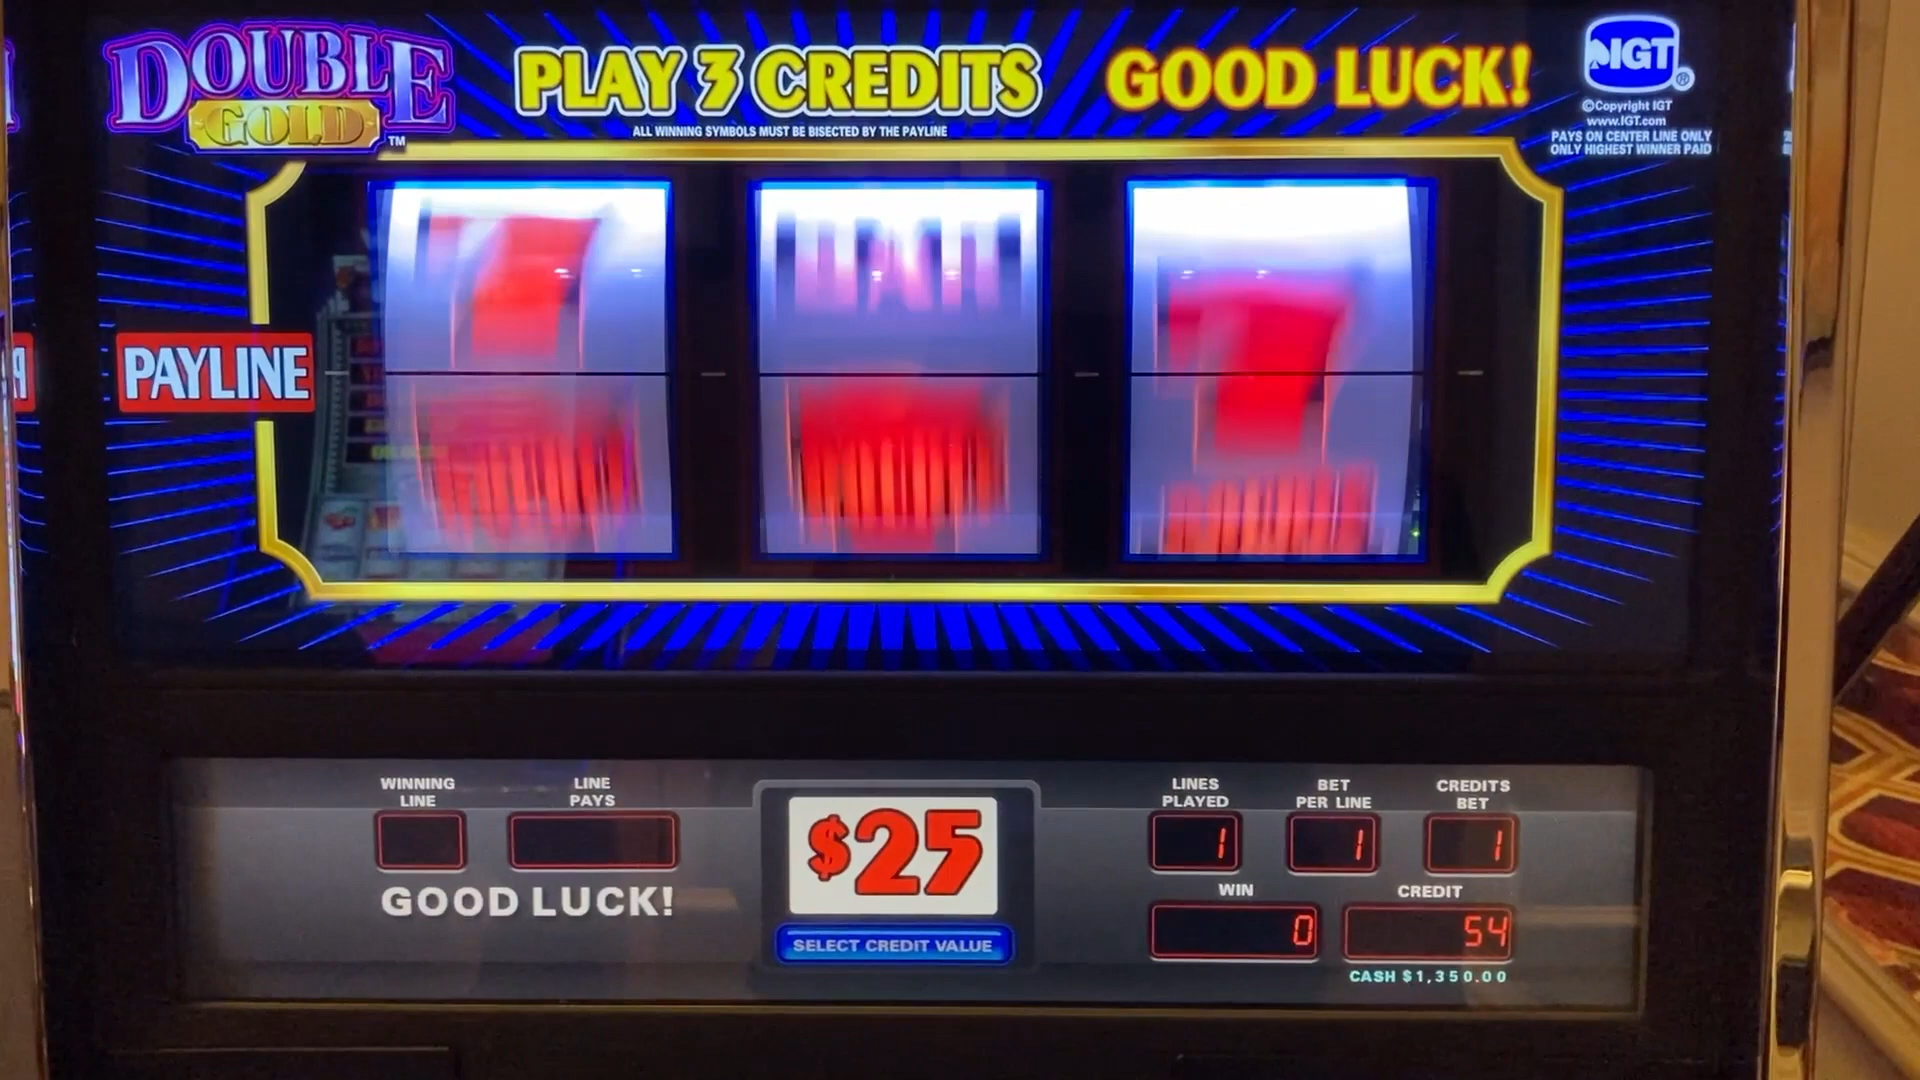 DOUBLE
GOLD
TM
PLAY 3 CREDITS
GOOD LUCK!
ALL WINNING SYMBOLS MUST BE BISECTED BY THE PAYLINE
IGT®
©Copyright IGT
www.IGT.com
PAYS ON CENTER LINE ONLY
ONLY HIGHEST WINNER PAID
PAYLINE
WINNING LINE
LINE PAYS
GOOD LUCK!
$25
SELECT CREDIT VALUE
LINES PLAYED
1
BET PER LINE
1
CREDITS BET
1
WIN
0
CREDIT
54
CASH $1,350.00